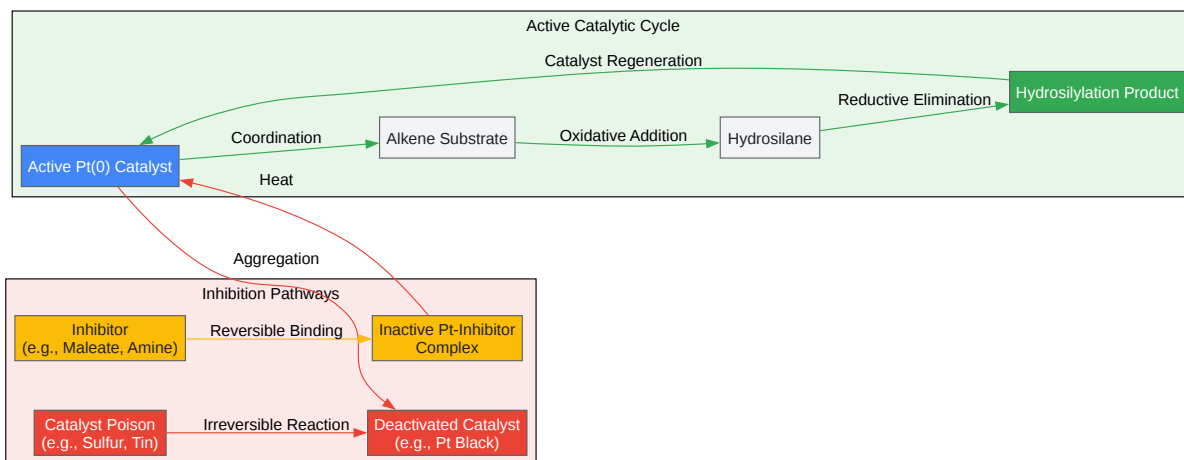 Active Catalytic Cycle
Catalyst Regeneration
Hydrosilylation Product
Reductive Elimination
Coordination
Alkene Substrate
Oxidative Addition
Hydrosilane
Active Pt(0) Catalyst
Heat
Aggregation
Inhibition Pathways
Inhibitor
(e.g., Maleate, Amine)
Reversible Binding
Inactive Pt-Inhibitor
Complex
Catalyst Poison
(e.g., Sulfur, Tin)
Irreversible Reaction
Deactivated Catalyst
(e.g., Pt Black)